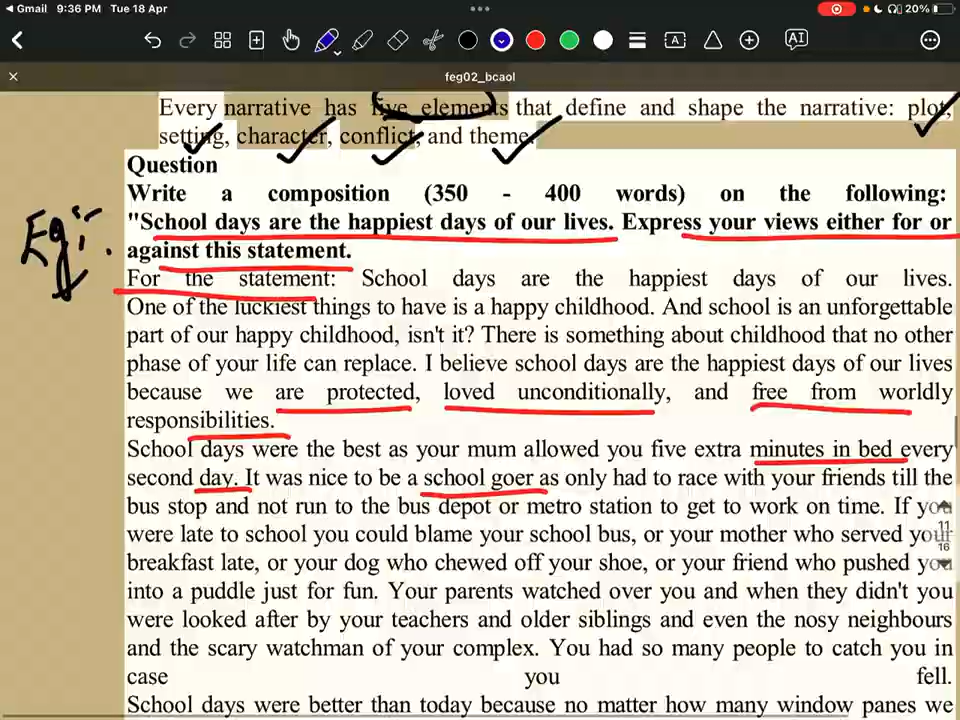 Gmail 9:36 PM Tue 18 Apr 20%
AI
feg02_bcaol
Every narrative has five elements that define and shape the narrative: plot,
setting, character, conflict, and theme.
Question
Write a composition (350 - 400 words) on the following:
"School days are the happiest days of our lives. Express your views either for or
against this statement.
Eg:
For the statement: School days are the happiest days of our lives.
One of the luckiest things to have is a happy childhood. And school is an unforgettable
part of our happy childhood, isn't it? There is something about childhood that no other
phase of your life can replace. I believe school days are the happiest days of our lives
because we are protected, loved unconditionally, and free from worldly
responsibilities.
School days were the best as your mum allowed you five extra minutes in bed every
second day. It was nice to be a school goer as only had to race with your friends till the
bus stop and not run to the bus depot or metro station to get to work on time. If you
were late to school you could blame your school bus, or your mother who served your
breakfast late, or your dog who chewed off your shoe, or your friend who pushed you
into a puddle just for fun. Your parents watched over you and when they didn't you
were looked after by your teachers and older siblings and even the nosy neighbours
and the scary watchman of your complex. You had so many people to catch you in
case you fell.
School days were better than today because no matter how many window panes we
11
16